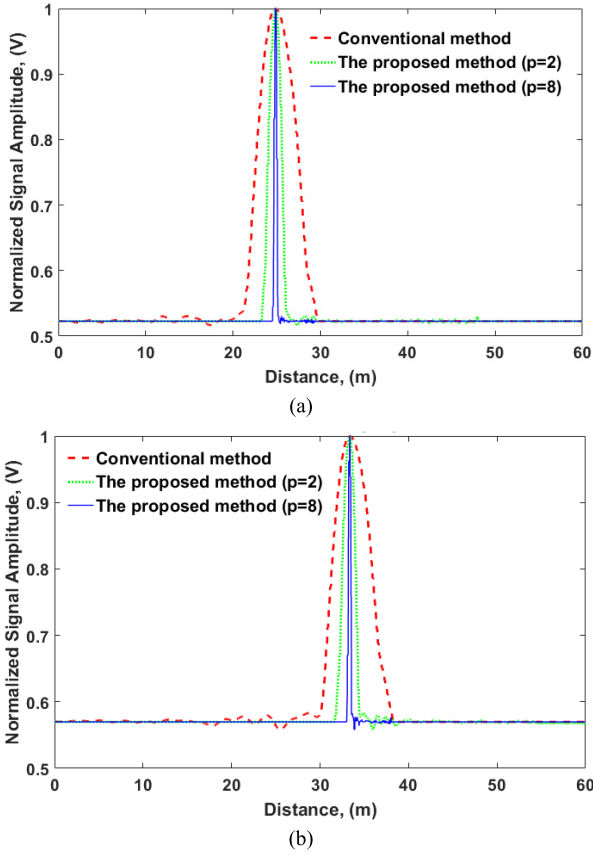 1
0.9
0.8
0.7
0.6
0.5
Normalized Signal Amplitude, (V)
Conventional method
The proposed method (p=2)
The proposed method (p=8)
0 10 20 30 40 50 60
Distance, (m)
(a)
1
0.9
0.8
0.7
0.6
0.5
Normalized Signal Amplitude, (V)
Conventional method
The proposed method (p=2)
The proposed method (p=8)
0 10 20 30 40 50 60
Distance, (m)
(b)